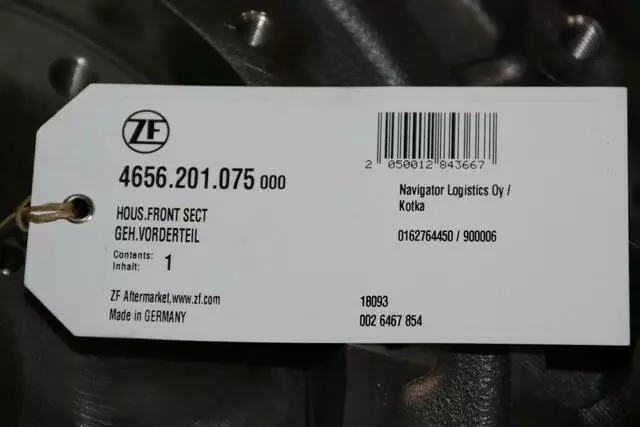 ZF
4656.201.075 000
HOUS.FRONT SECT
GEH.VORDERTEIL
Contents:
Inhalt: 1
ZF Aftermarket,www.zf.com
Made in GERMANY
2 050012 843667
Navigator Logistics Oy /
Kotka
0162764450 / 900006
18093
002 6467 854